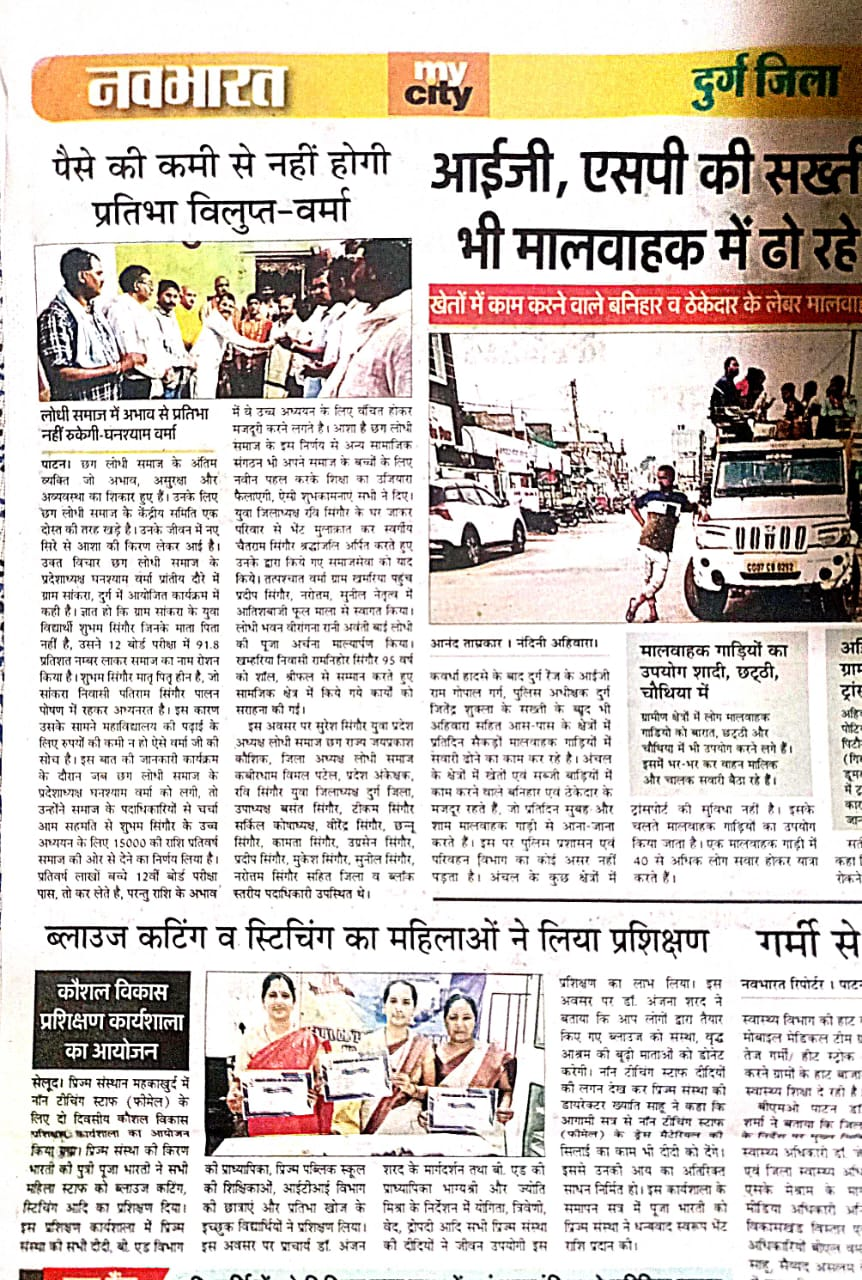 नवभारत
my
city
दुर्ग जिला
पैसे की कमी से नहीं होगी
प्रतिभा विलुप्त-वर्मा
लोधी समाज में अभाव से प्रतिभा
नहीं रुकेगी-घनश्याम वर्मा
पाटन। छग लोधी समाज के अंतिम
व्यक्ति जो अभाव, असुरक्षा और
अव्यवस्था का शिकार हुए हैं। उनके लिए
छग लोधी समाज के केंद्रीय समिति एक
दोस्त की तरह खड़े है। उनके जीवन में नए
सिरे से आशा की किरण लेकर आई है।
उक्त विचार छग लोधी समाज के
प्रदेशाध्यक्ष घनश्याम वर्मा प्रांतीय दौरे में
ग्राम सांकरा, दुर्ग में आयोजित कार्यक्रम में
कही है। ज्ञात हो कि ग्राम सांकरा के युवा
विद्यार्थी शुभम सिंगौर जिनके माता पिता
नहीं है, उसने 12 बोर्ड परीक्षा में 91.8
प्रतिशत नम्बर लाकर समाज का नाम रोशन
किया है। शुभम सिंगौर मातृ पितृ हीन है, जो
सांकरा निवासी पतिराम सिंगौर पालन
पोषण में रहकर अध्यनरत है। इस कारण
उसके सामने महाविद्यालय की पढ़ाई के
लिए रुपयों की कमी न हो ऐसे वर्मा जी की
सोच है। इस बात की जानकारी कार्यक्रम
के दौरान जब छग लोधी समाज के
प्रदेशाध्यक्ष घनश्याम वर्मा को लगी, तो
उन्होंने समाज के पदाधिकारियों से चर्चा
आम सहमति से शुभम सिंगौर के उच्च
अध्ययन के लिए 15000 की राशि प्रतिवर्ष
समाज की ओर से देने का निर्णय लिया है।
प्रतिवर्ष लाखों बच्चे 12वीं बोर्ड परीक्षा
पास, तो कर लेते है, परन्तु राशि के अभाव
में वे उच्च अध्ययन के लिए वंचित होकर
मजदूरी करने लगते है। आशा है छग लोधी
समाज के इस निर्णय से अन्य सामाजिक
संगठन भी अपने समाज के बच्चों के लिए
नवीन पहल करके शिक्षा का उजियारा
फैलाएगी, ऐसी शुभकामनाएं सभी ने दिए।
युवा जिलाध्यक्ष रवि सिंगौर के घर जाकर
परिवार से भेंट मुलाकात कर स्वर्गीय
चैतराम सिंगौर श्रद्धाजंलि अर्पित करते हुए
उनके द्वारा किये गए समाजसेवा को याद
किये। तत्पश्चात वर्मा ग्राम खमरिया पहुंच
प्रदीप सिंगौर, नरोतम, सुनील नेतृत्व में
आतिशबाजी फूल माला से स्वागत किया।
लोधी भवन वीरांगना रानी अवंती बाई लोधी
की पूजा अर्चना माल्यार्पण किया।
खम्हरिया निवासी रामनिहोर सिंगौर 95 वर्ष
को शॉल, श्रीफल से सम्मान करते हुए
सामजिक क्षेत्र में किये गये कार्यों को
सराहना की गई।
इस अवसर पर सुरेश सिंगौर युवा प्रदेश
अध्यक्ष लोधी समाज छग राज्य जयप्रकाश
कौशिक, जिला अध्यक्ष लोधी समाज
कबीरधाम विमल पटेल, प्रदेश अंकेक्षक,
रवि सिंगौर युवा जिलाध्यक्ष दुर्ग जिला,
उपाध्यक्ष बसंत सिंगौर, टीकम सिंगौर
सर्किल कोषाध्यक्ष, वीरेंद्र सिंगौर, छन्नू
सिंगौर, कामता सिंगौर, उग्रसेन सिंगौर,
प्रदीप सिंगौर, मुकेश सिंगौर, सुनील सिंगौर,
नरोतम सिंगौर सहित जिला व ब्लॉक
स्तरीय पदाधिकारी उपस्थित थे।
आईजी, एसपी की सख्ती
भी मालवाहक में ढो रहे
खेतों में काम करने वाले बनिहार व ठेकेदार के लेबर मालवा
आनंद ताम्रकार । नंदिनी अहिवारा।
कवर्धा हादसे के बाद दुर्ग रेंज के आईजी
राम गोपाल गर्ग, पुलिस अधीक्षक दुर्ग
जितेंद्र शुक्ला के सख्ती के बाद भी
अहिवारा सहित आस-पास के क्षेत्रों में
प्रतिदिन सैकड़ों मालवाहक गाड़ियों में
सवारी ढोने का काम कर रहे है। अंचल
के क्षेत्रों में खेतों एवं सब्जी बाड़ियों में
काम करने वाले बनिहार एवं ठेकेदार के
मजदूर रहते हैं, जो प्रतिदिन सुबह और
शाम मालवाहक गाड़ी से आना-जाना
करते हैं। इस पर पुलिस प्रशासन एवं
परिवहन विभाग का कोई असर नहीं
पड़ता है। अंचल के कुछ क्षेत्रों में
मालवाहक गाड़ियों का
उपयोग शादी, छट्ठी,
चौथिया में
ग्रामीण क्षेत्रों में लोग मालवाहक
गाडियो को बारात, छट्ठी और
चौथिया में भी उपयोग करने लगे हैं।
इसमें भर-भर कर वाहन मालिक
और चालक सवारी बैठा रहे हैं।
ट्रांसपोर्ट की सुविधा नहीं है। इसके
चलते मालवाहक गाड़ियों का उपयोग
किया जाता है। एक मालवाहक गाड़ी में
40 से अधिक लोग सवार होकर यात्रा
करते हैं।
ब्लाउज कटिंग व स्टिचिंग का महिलाओं ने लिया प्रशिक्षण
कौशल विकास
प्रशिक्षण कार्यशाला
का आयोजन
सेलूद। प्रिज्म संस्थान महकाखुर्द में
नॉन टीचिंग स्टाफ (फीमेल) के
लिए दो दिवसीय कौशल विकास
प्रशिक्षण कार्यशाला का आयोजन
किया गया। प्रिज्म संस्था की किरण
भारती की पुत्री पूजा भारती ने सभी
महिला स्टाफ को ब्लाउज कटिंग,
स्टिचिंग आदि का प्रशिक्षण दिया।
इस प्रशिक्षण कार्यशाला में प्रिज्म
संस्था की सभी दीदी, बी. एड विभाग
की प्राध्यापिका, प्रिज्म पब्लिक स्कूल
की शिक्षिकाओं, आईटीआई विभाग
की छात्राएं और प्रतिभा खोज के
इच्छुक विद्यार्थियों ने प्रशिक्षण लिया।
इस अवसर पर प्राचार्य डॉ. अंजन
शरद के मार्गदर्शन तथा बी. एड की
प्राध्यापिका भाग्यश्री और ज्योति
मिश्रा के निर्देशन में योगिता, त्रिवेणी,
वेद, द्रोपदी आदि सभी प्रिज्म संस्था
की दीदीयों ने जीवन उपयोगी इस
प्रशिक्षण का लाभ लिया। इस
अवसर पर डॉ. अंजना शरद ने
बताया कि आप लोगों द्वारा तैयार
किए गए ब्लाउज को संस्था, वृद्ध
आश्रम की बूढ़ी माताओं को डोनेट
करेगी। नॉन टीचिंग स्टाफ दीदियों
की लगन देख कर प्रिज्म संस्था की
डायरेक्टर ख्याति साहू ने कहा कि
आगामी सत्र से नॉन टीचिंग स्टाफ
(फीमेल) के ड्रेस मैटेरियल की
सिलाई का काम भी दीदी को देंगे।
इससे उनकी आय का अतिरिक्त
साधन निर्मित हो। इस कार्यशाला के
समापन सत्र में पूजा भारती को
प्रिज्म संस्था ने धन्यवाद स्वरूप भेंट
राशि प्रदान की।
गर्मी से
नवभारत रिपोर्टर । पाटन
स्वास्थ्य विभाग की हाट
मोबाइल मेडिकल टीम
तेज गर्मी/ हीट स्ट्रोक
करने ग्रामों के हाट बाजा
स्वास्थ्य शिक्षा दे रही है
बीएमओ पाटन डॉ
शर्मा ने बताया कि जिला
स्वास्थ्य अधिकारी डॉ
एवं जिला स्वास्थ्य अधि
एसके मेश्राम के मा
मीडिया अधिकारी
विकासखंड विस्तार
अधिकारियों बीएल वर्मा
साहू, सैय्यद असलम